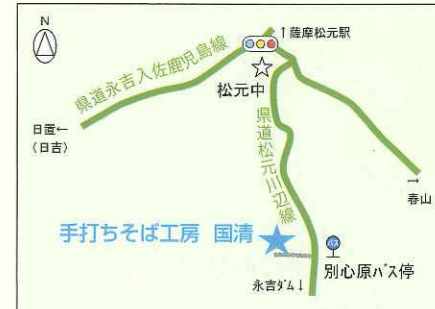 N
↑薩摩松元駅
県道永吉入佐鹿児島線
松元中
日置←
(日吉)
県道松元川辺線
→
春山
手打ちそば工房 国清
バス
別心原バス停
永吉ダム↓